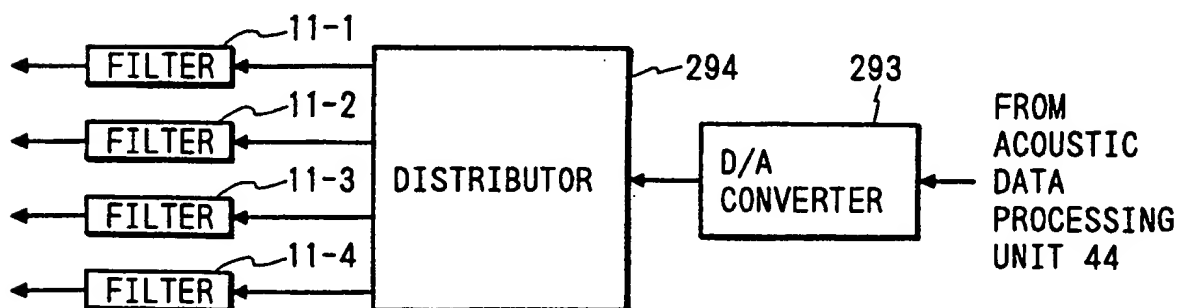 11-1
FILTER
11-2
FILTER
11-3
FILTER
11-4
FILTER
294
DISTRIBUTOR
293
D/A
CONVERTER
FROM
ACOUSTIC
DATA
PROCESSING
UNIT 44